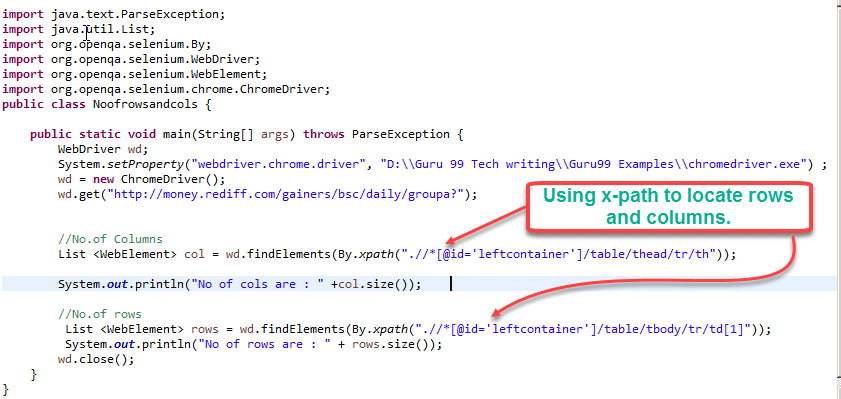 import java.text.ParseException;
import java.util.List;
import org.openqa.selenium.By;
import org.openqa.selenium.WebDriver;
import org.openqa.selenium.WebElement;
import org.openqa.selenium.chrome.ChromeDriver;
public class Noofrowsandcols {
public static void main(String[] args) throws ParseException {
WebDriver wd;
System.setProperty("webdriver.chrome.driver", "D:\\Guru 99 Tech writing\\Guru99 Examples\\chromedriver.exe") ;
wd = new ChromeDriver();
wd.get("http://money.rediff.com/gainers/bsc/daily/groupa?");
Using x-path to locate rows
and columns.
//No.of Columns
List <WebElement> col = wd.findElements(By.xpath(".//*[@id='leftcontainer']/table/thead/tr/th"));
System.out.println("No of cols are : " +col.size());
//No.of rows
List <WebElement> rows = wd.findElements(By.xpath(".//*[@id='leftcontainer']/table/tbody/tr/td[1]"));
System.out.println("No of rows are : " + rows.size());
wd.close();
}
}